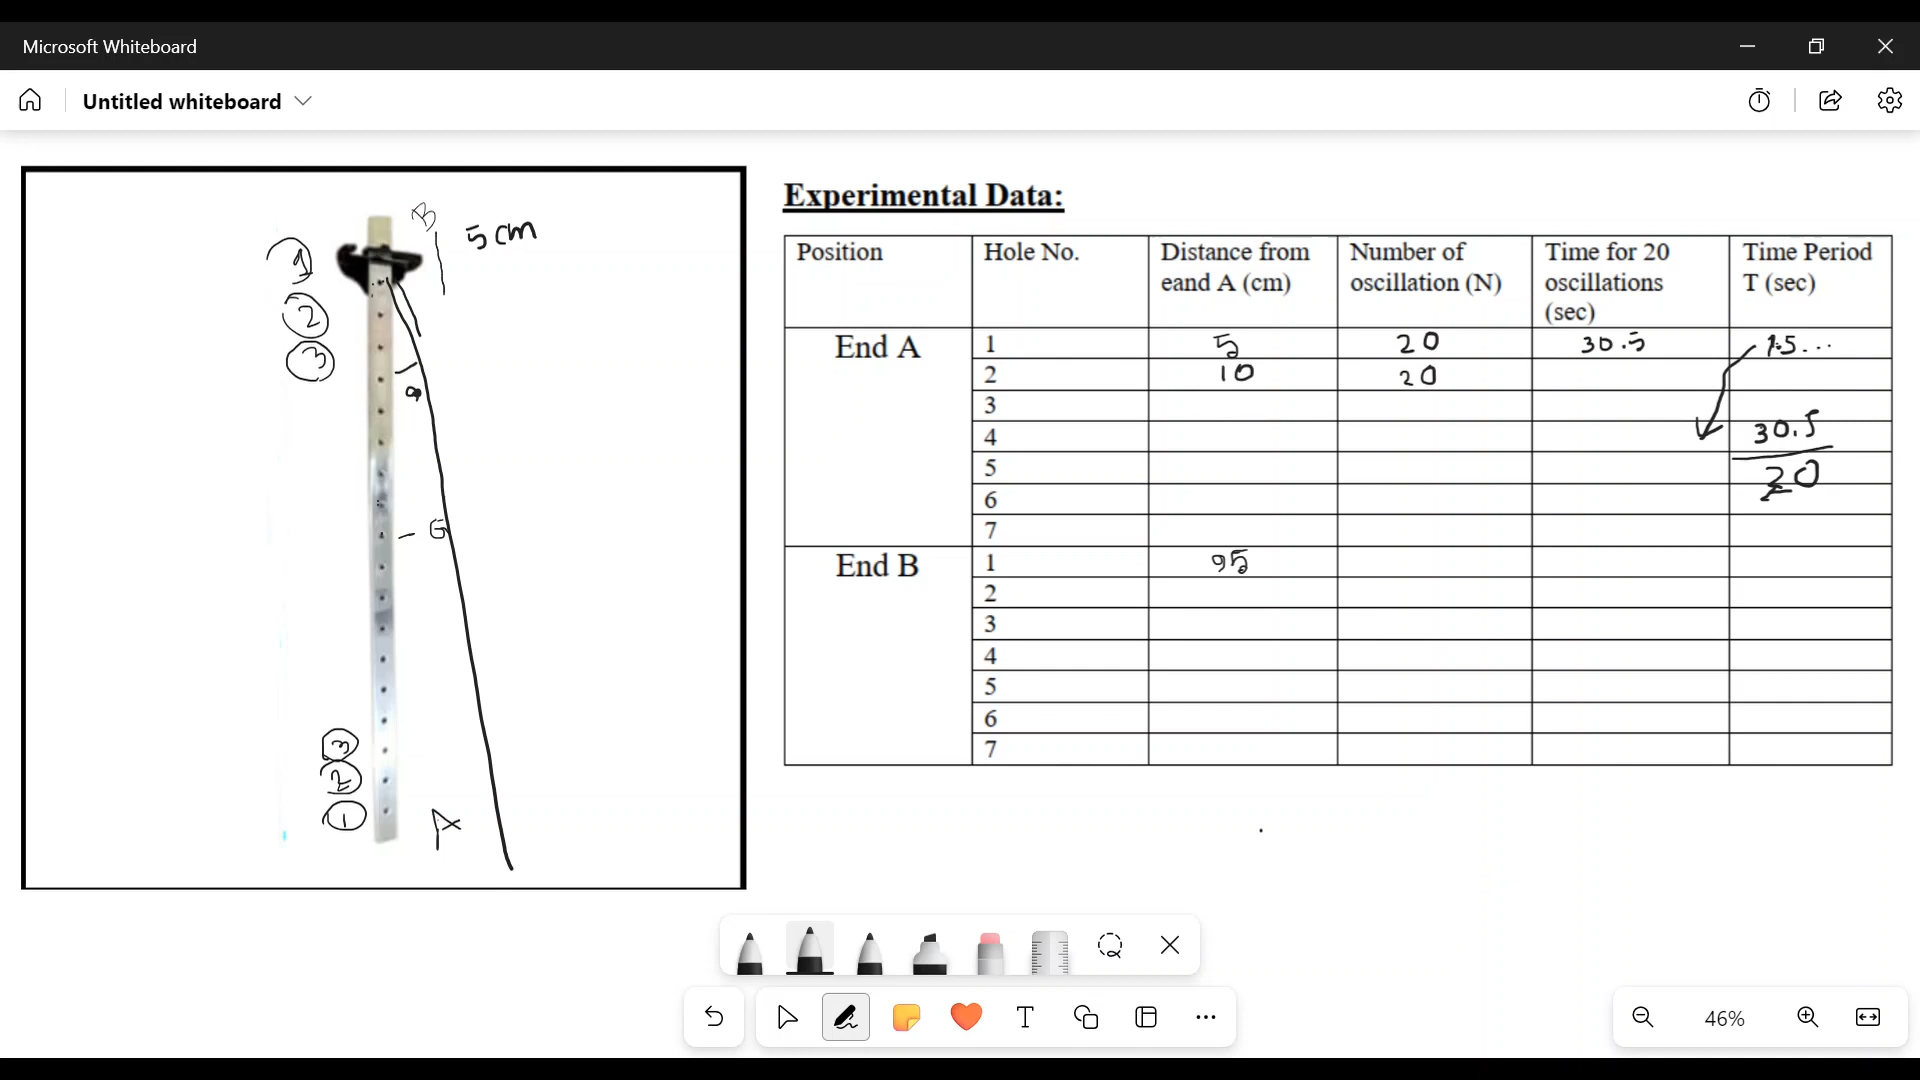 Microsoft Whiteboard
Untitled whiteboard
B
5 cm
1
2
3
G
3
2
1
A
Experimental Data:
Position Hole No. Distance from eand A (cm) Number of oscillation (N) Time for 20 oscillations (sec) Time Period T (sec)
End A 1 5 20 30.5 1.5...
2 10 20
3
4 30.5
5
20
6
7
End B 1 95
2
3
4
5
6
7
46%